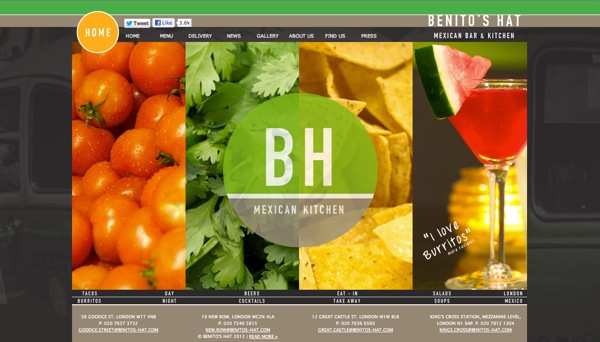 BENITO'S HAT
MEXICAN BAR & KITCHEN
HOME
Tweet Like 3.6k
HOME MENU DELIVERY NEWS GALLERY ABOUT US FIND US PRESS
BH
MEXICAN KITCHEN
"I love
Burritos"
TACOS DAY BEERS EAT - IN SALADS LONDON
BURRITOS NIGHT COCKTAILS TAKE AWAY SOUPS MEXICO
56 GOODGE ST. LONDON W1T 4NB
P: 020 7637 3732
GOODGE.STREET@BENITOS-HAT.COM
19 NEW ROW. LONDON WC2N 4LA
P: 020 7240 5815
NEW.ROW@BENITOS-HAT.COM
© BENITO'S HAT 2012 | READ MORE »
12 GREAT CASTLE ST. LONDON W1W 8LR
P: 020 7636 6560
GREAT.CASTLE@BENITOS-HAT.COM
KING'S CROSS STATION, MEZZANINE LEVEL,
LONDON N1 9AP. P: 020 7812 1304
KINGS.CROSS@BENITOS-HAT.COM